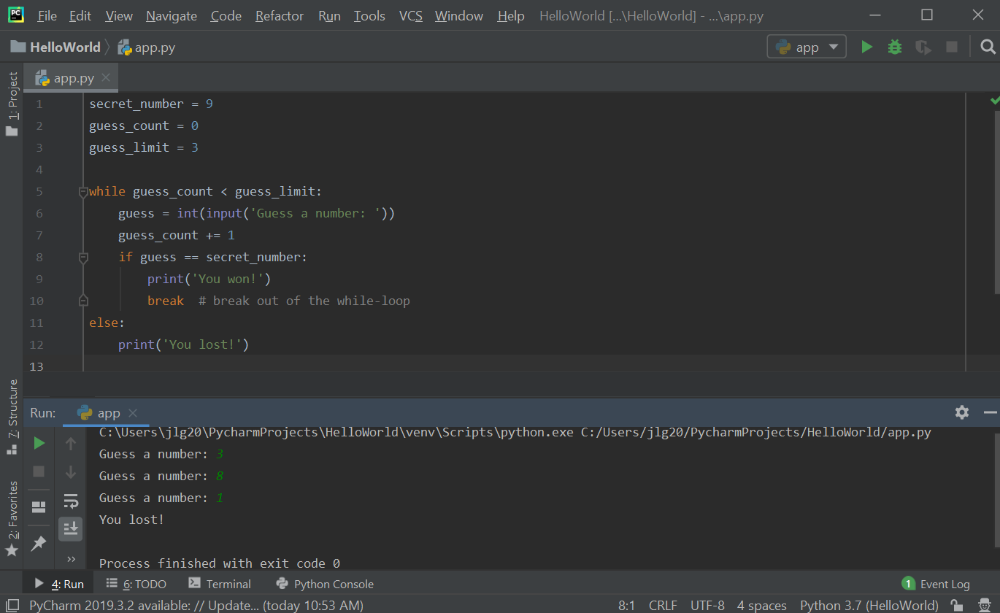 PC File Edit View Navigate Code Refactor Run Tools VCS Window Help HelloWorld [...\HelloWorld] - ...\app.py
HelloWorld app.py app
1: Project
app.py
1 secret_number = 9
2 guess_count = 0
3 guess_limit = 3
4
5 while guess_count < guess_limit:
6     guess = int(input('Guess a number: '))
7     guess_count += 1
8     if guess == secret_number:
9         print('You won!')
10         break  # break out of the while-loop
11 else:
12     print('You lost!')
13
7: Structure
2: Favorites
Run: app
C:\Users\jlg20\PycharmProjects\HelloWorld\venv\Scripts\python.exe C:/Users/jlg20/PycharmProjects/HelloWorld/app.py
Guess a number: 3
Guess a number: 8
Guess a number: 1
You lost!
Process finished with exit code 0
4: Run 6: TODO Terminal Python Console 1 Event Log
PyCharm 2019.3.2 available: // Update... (today 10:53 AM) 8:1 CRLF UTF-8 4 spaces Python 3.7 (HelloWorld)